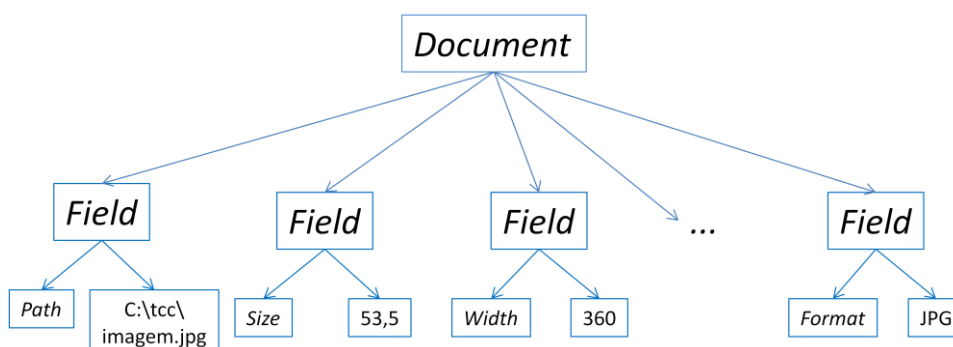 Document
Field
Field
Field
...
Field
Path
C:\tcc\
imagem.jpg
Size
53,5
Width
360
Format
JPG